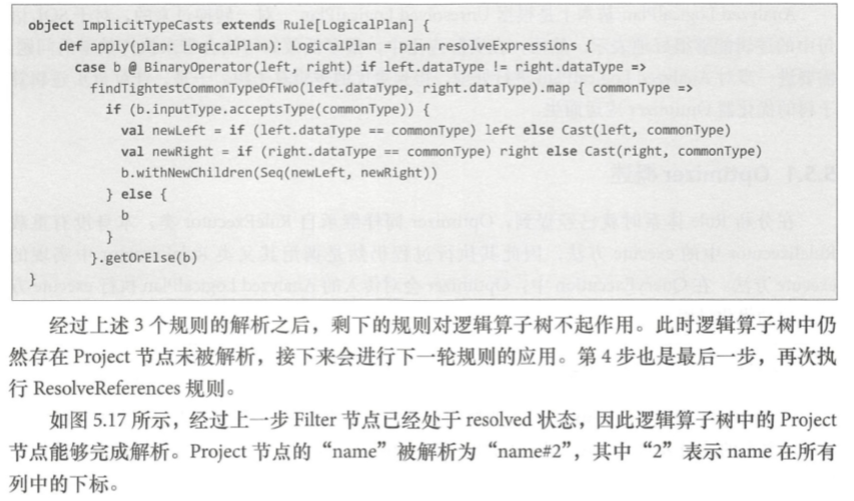 object ImplicitTypeCasts extends Rule[LogicalPlan] {
def apply(plan: LogicalPlan): LogicalPlan = plan resolveExpressions {
case b @ BinaryOperator(left, right) if left.dataType != right.dataType =>
findTightestCommonTypeOfTwo(left.dataType, right.dataType).map { commonType =>
if (b.inputType.acceptsType(commonType)) {
val newLeft = if (left.dataType == commonType) left else Cast(left, commonType)
val newRight = if (right.dataType == commonType) right else Cast(right, commonType)
b.withNewChildren(Seq(newLeft, newRight))
} else {
b
}
}.getOrElse(b)
}
经过上述 3 个规则的解析之后，剩下的规则对逻辑算子树不起作用。此时逻辑算子树中仍
然存在 Project 节点未被解析，接下来会进行下一轮规则的应用。第 4 步也是最后一步，再次执
行 ResolveReferences 规则。
如图 5.17 所示，经过上一步 Filter 节点已经处于 resolved 状态，因此逻辑算子树中的 Project
节点能够完成解析。Project 节点的“name”被解析为“name#2”，其中“2”表示 name 在所有
列中的下标。